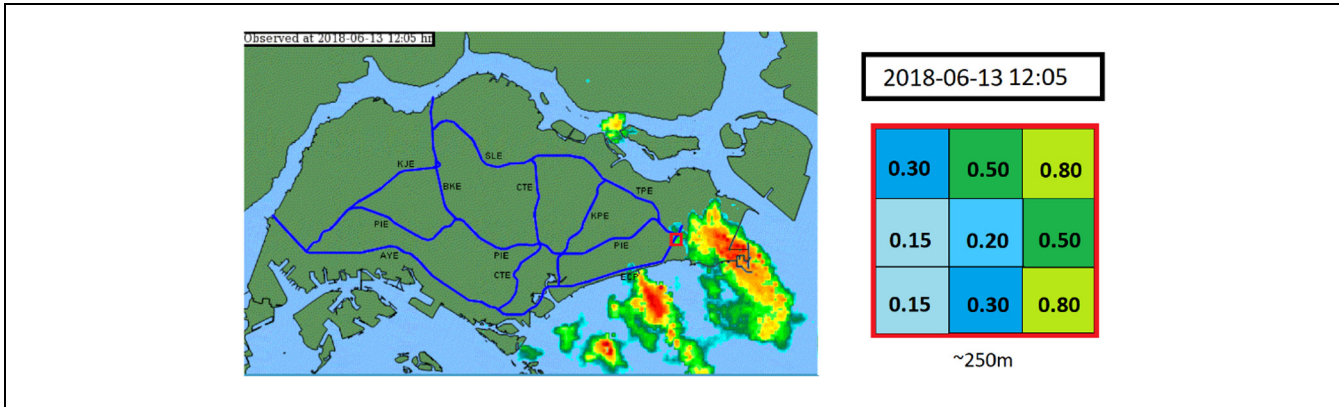 Observed at 2018-06-13 12:05 hr
2018-06-13 12:05
KJE
SLE
BKE
CTE
TPE
KPE
PIE
PIE
PIE
AYE
CTE
ECP
0.30 0.50 0.80
0.15 0.20 0.50
0.15 0.30 0.80
~250m